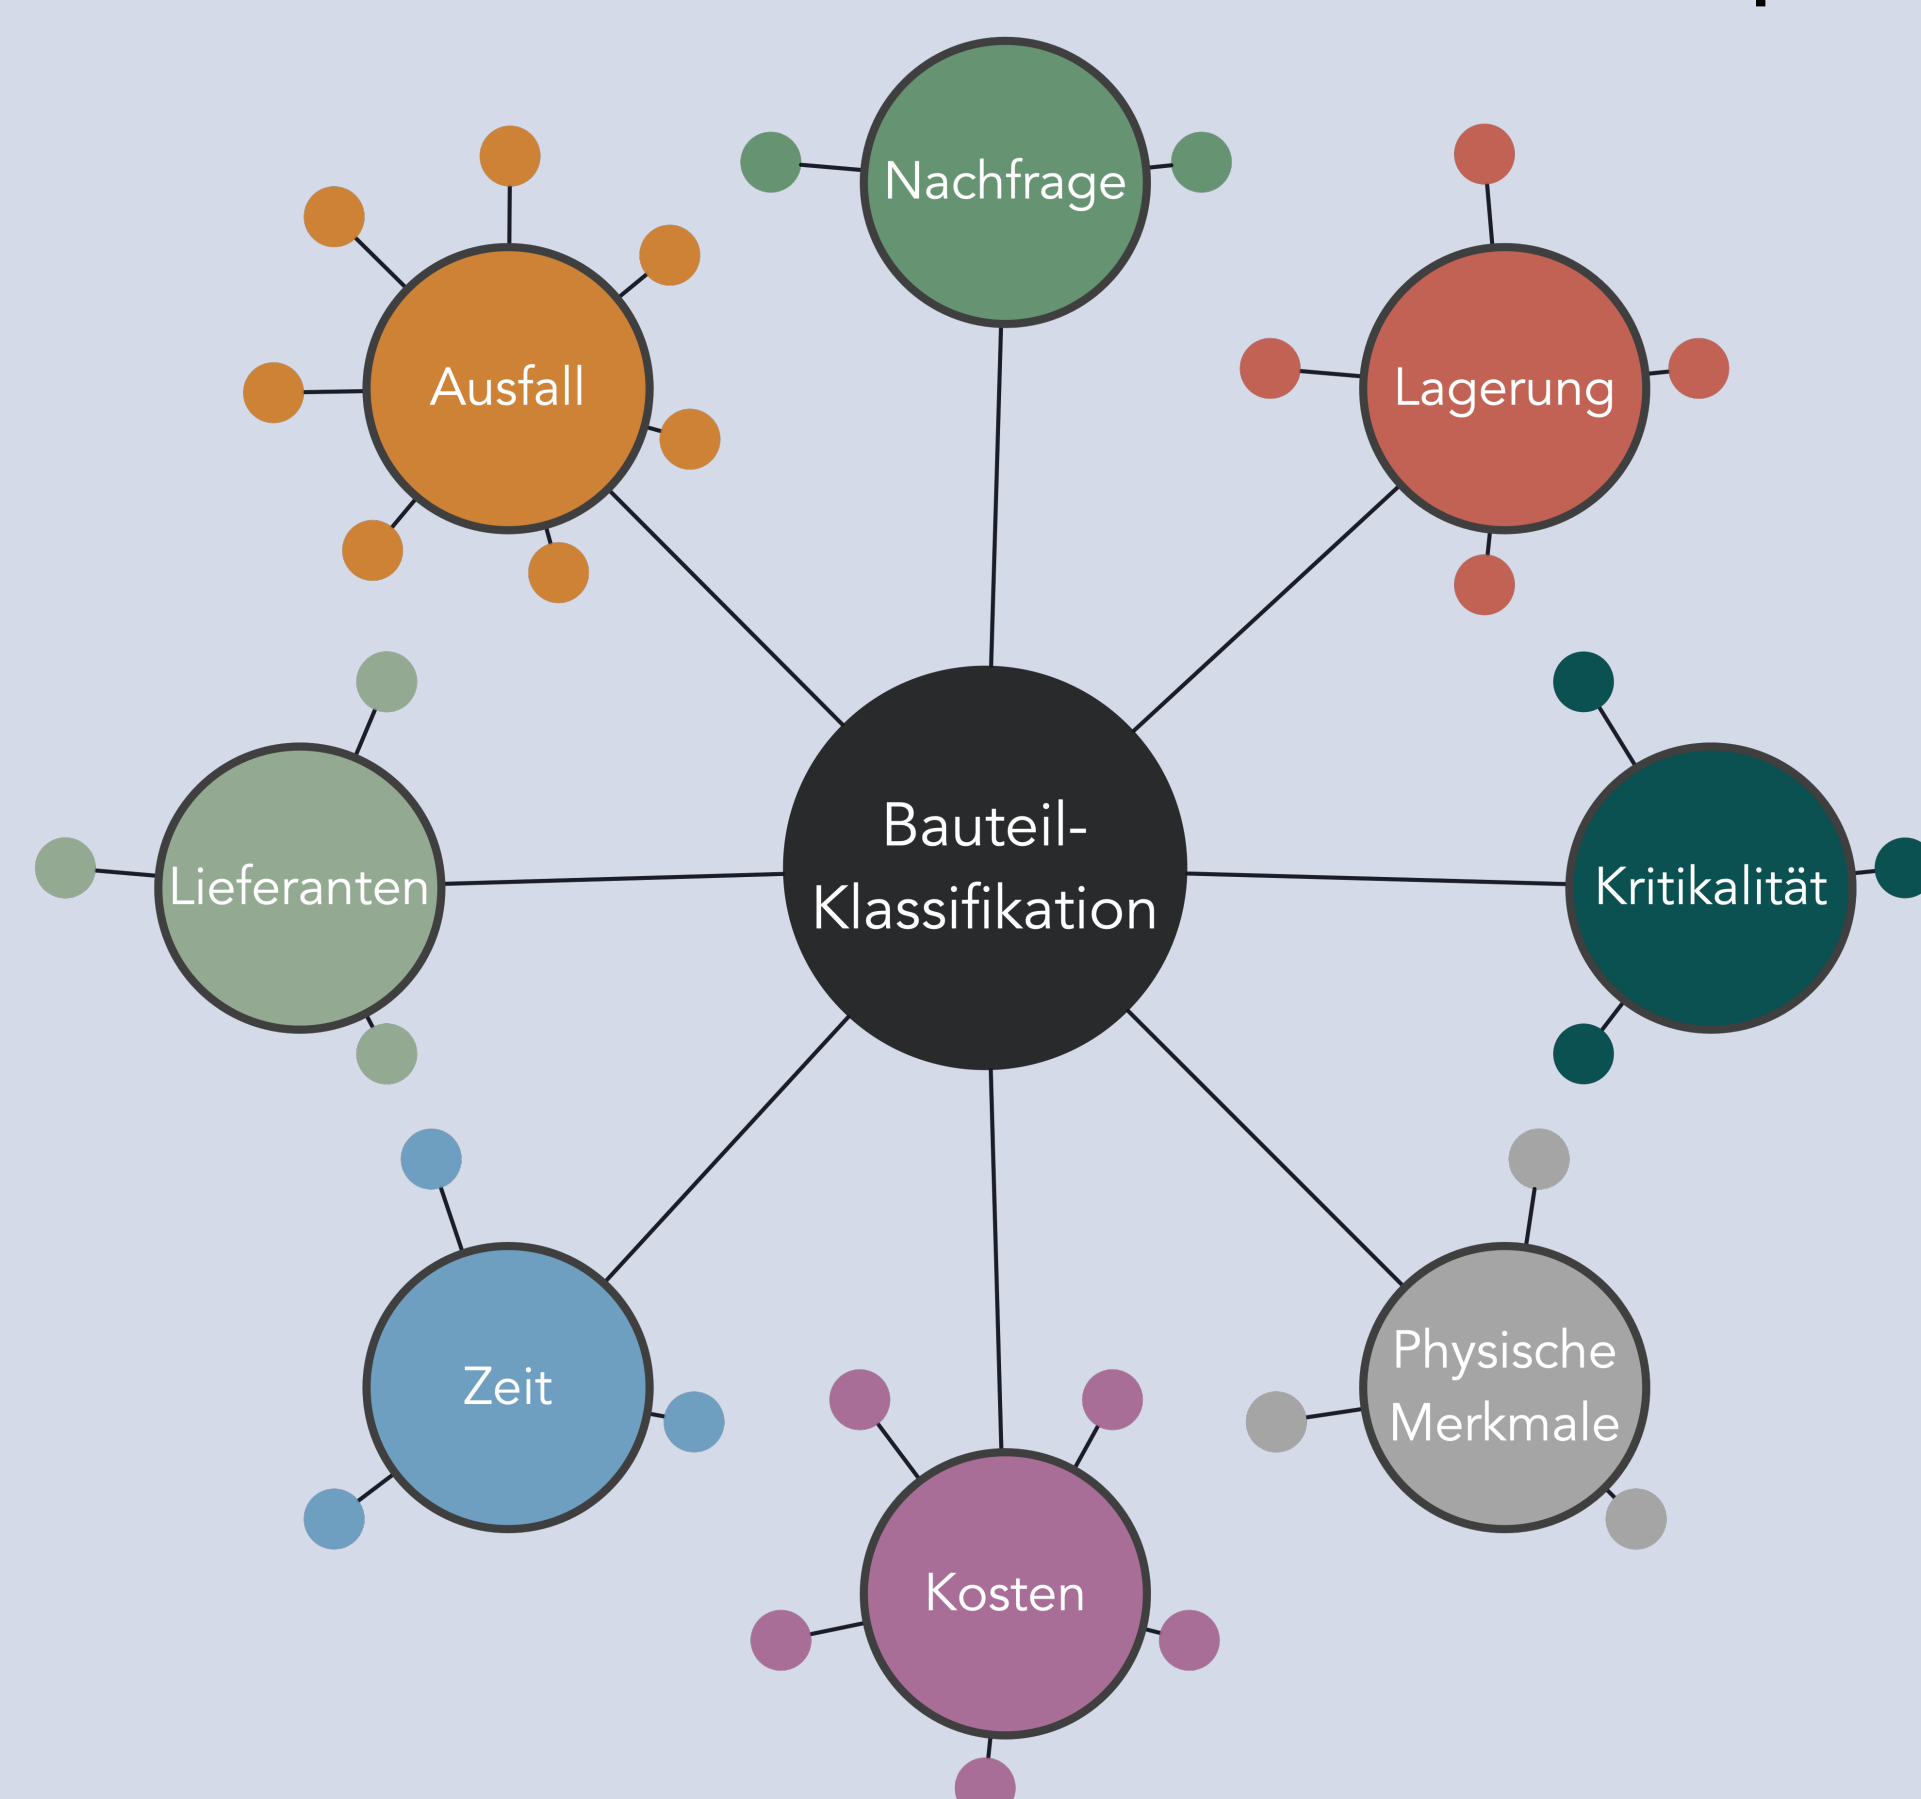 Nachfrage
Ausfall
Lagerung
Bauteil-
Klassifikation
Lieferanten
Kritikalität
Zeit
Physische
Merkmale
Kosten